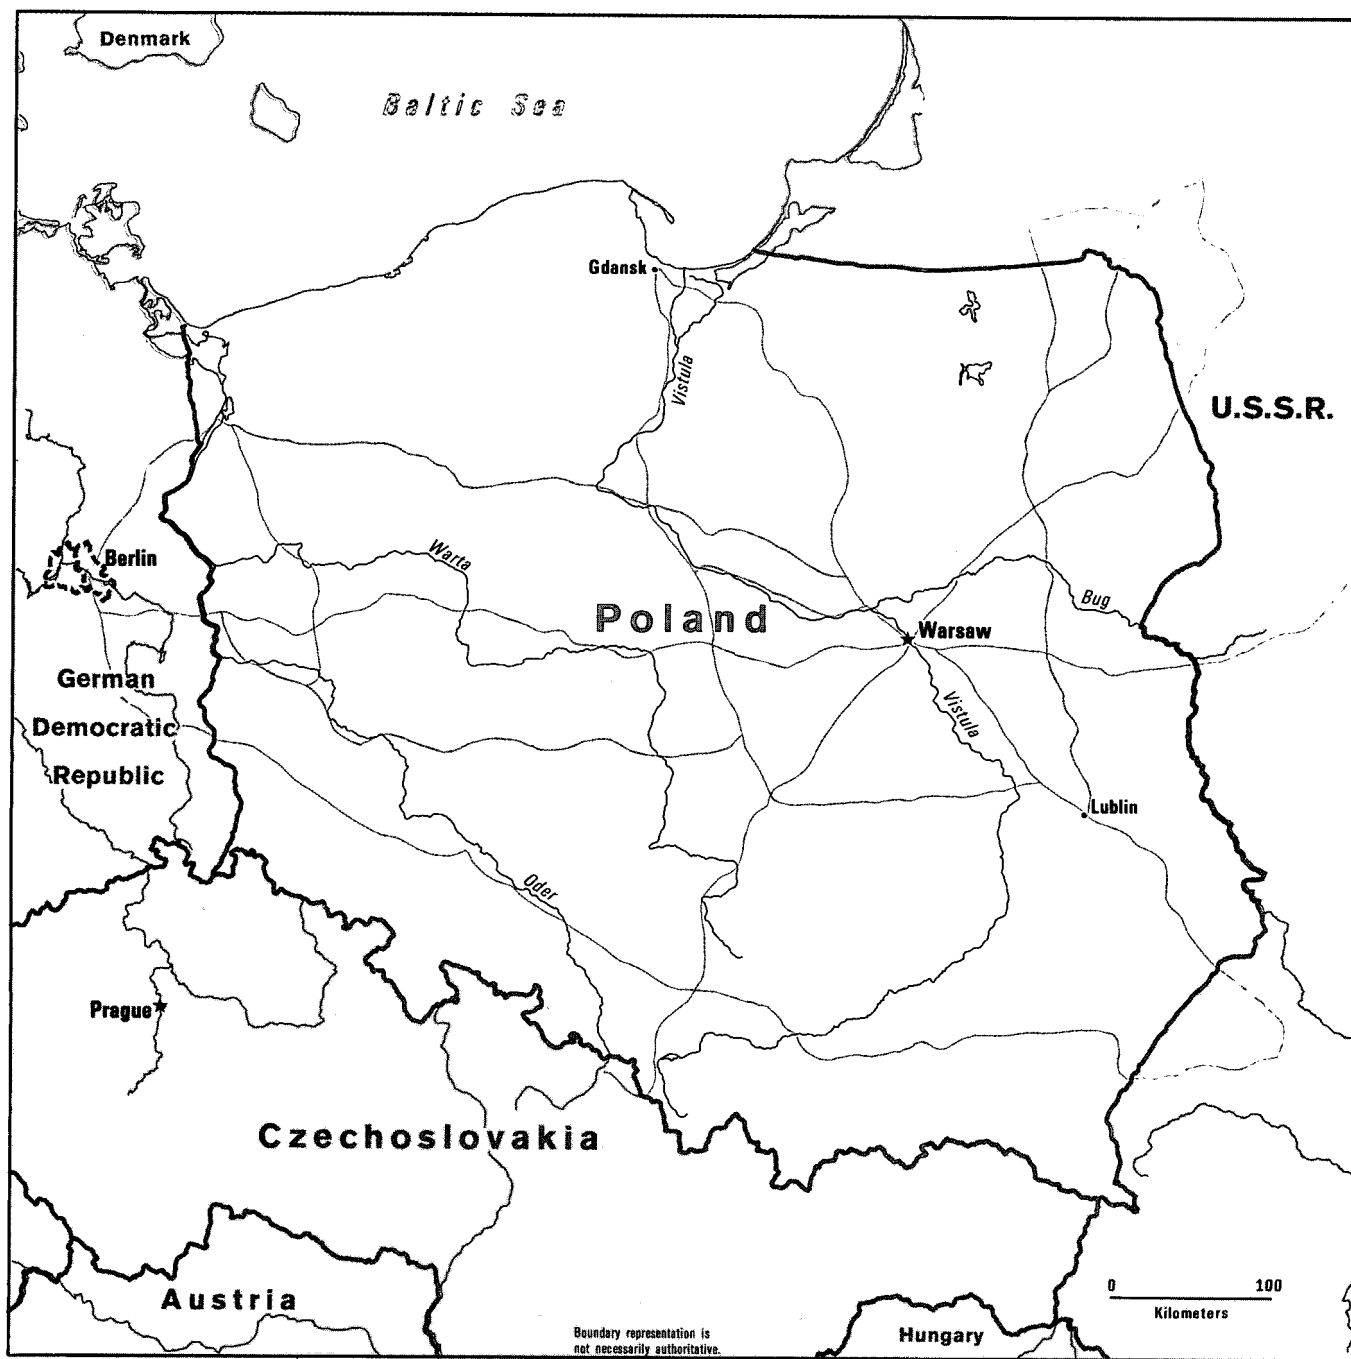 Denmark
Baltic Sea
Gdansk
Vistula
U.S.S.R.
Berlin
Warta
Poland
Bug
Warsaw
German
Democratic
Republic
Vistula
Lublin
Oder
Prague
Czechoslovakia
Austria
0 100
Kilometers
Hungary
Boundary representation is
not necessarily authoritative.